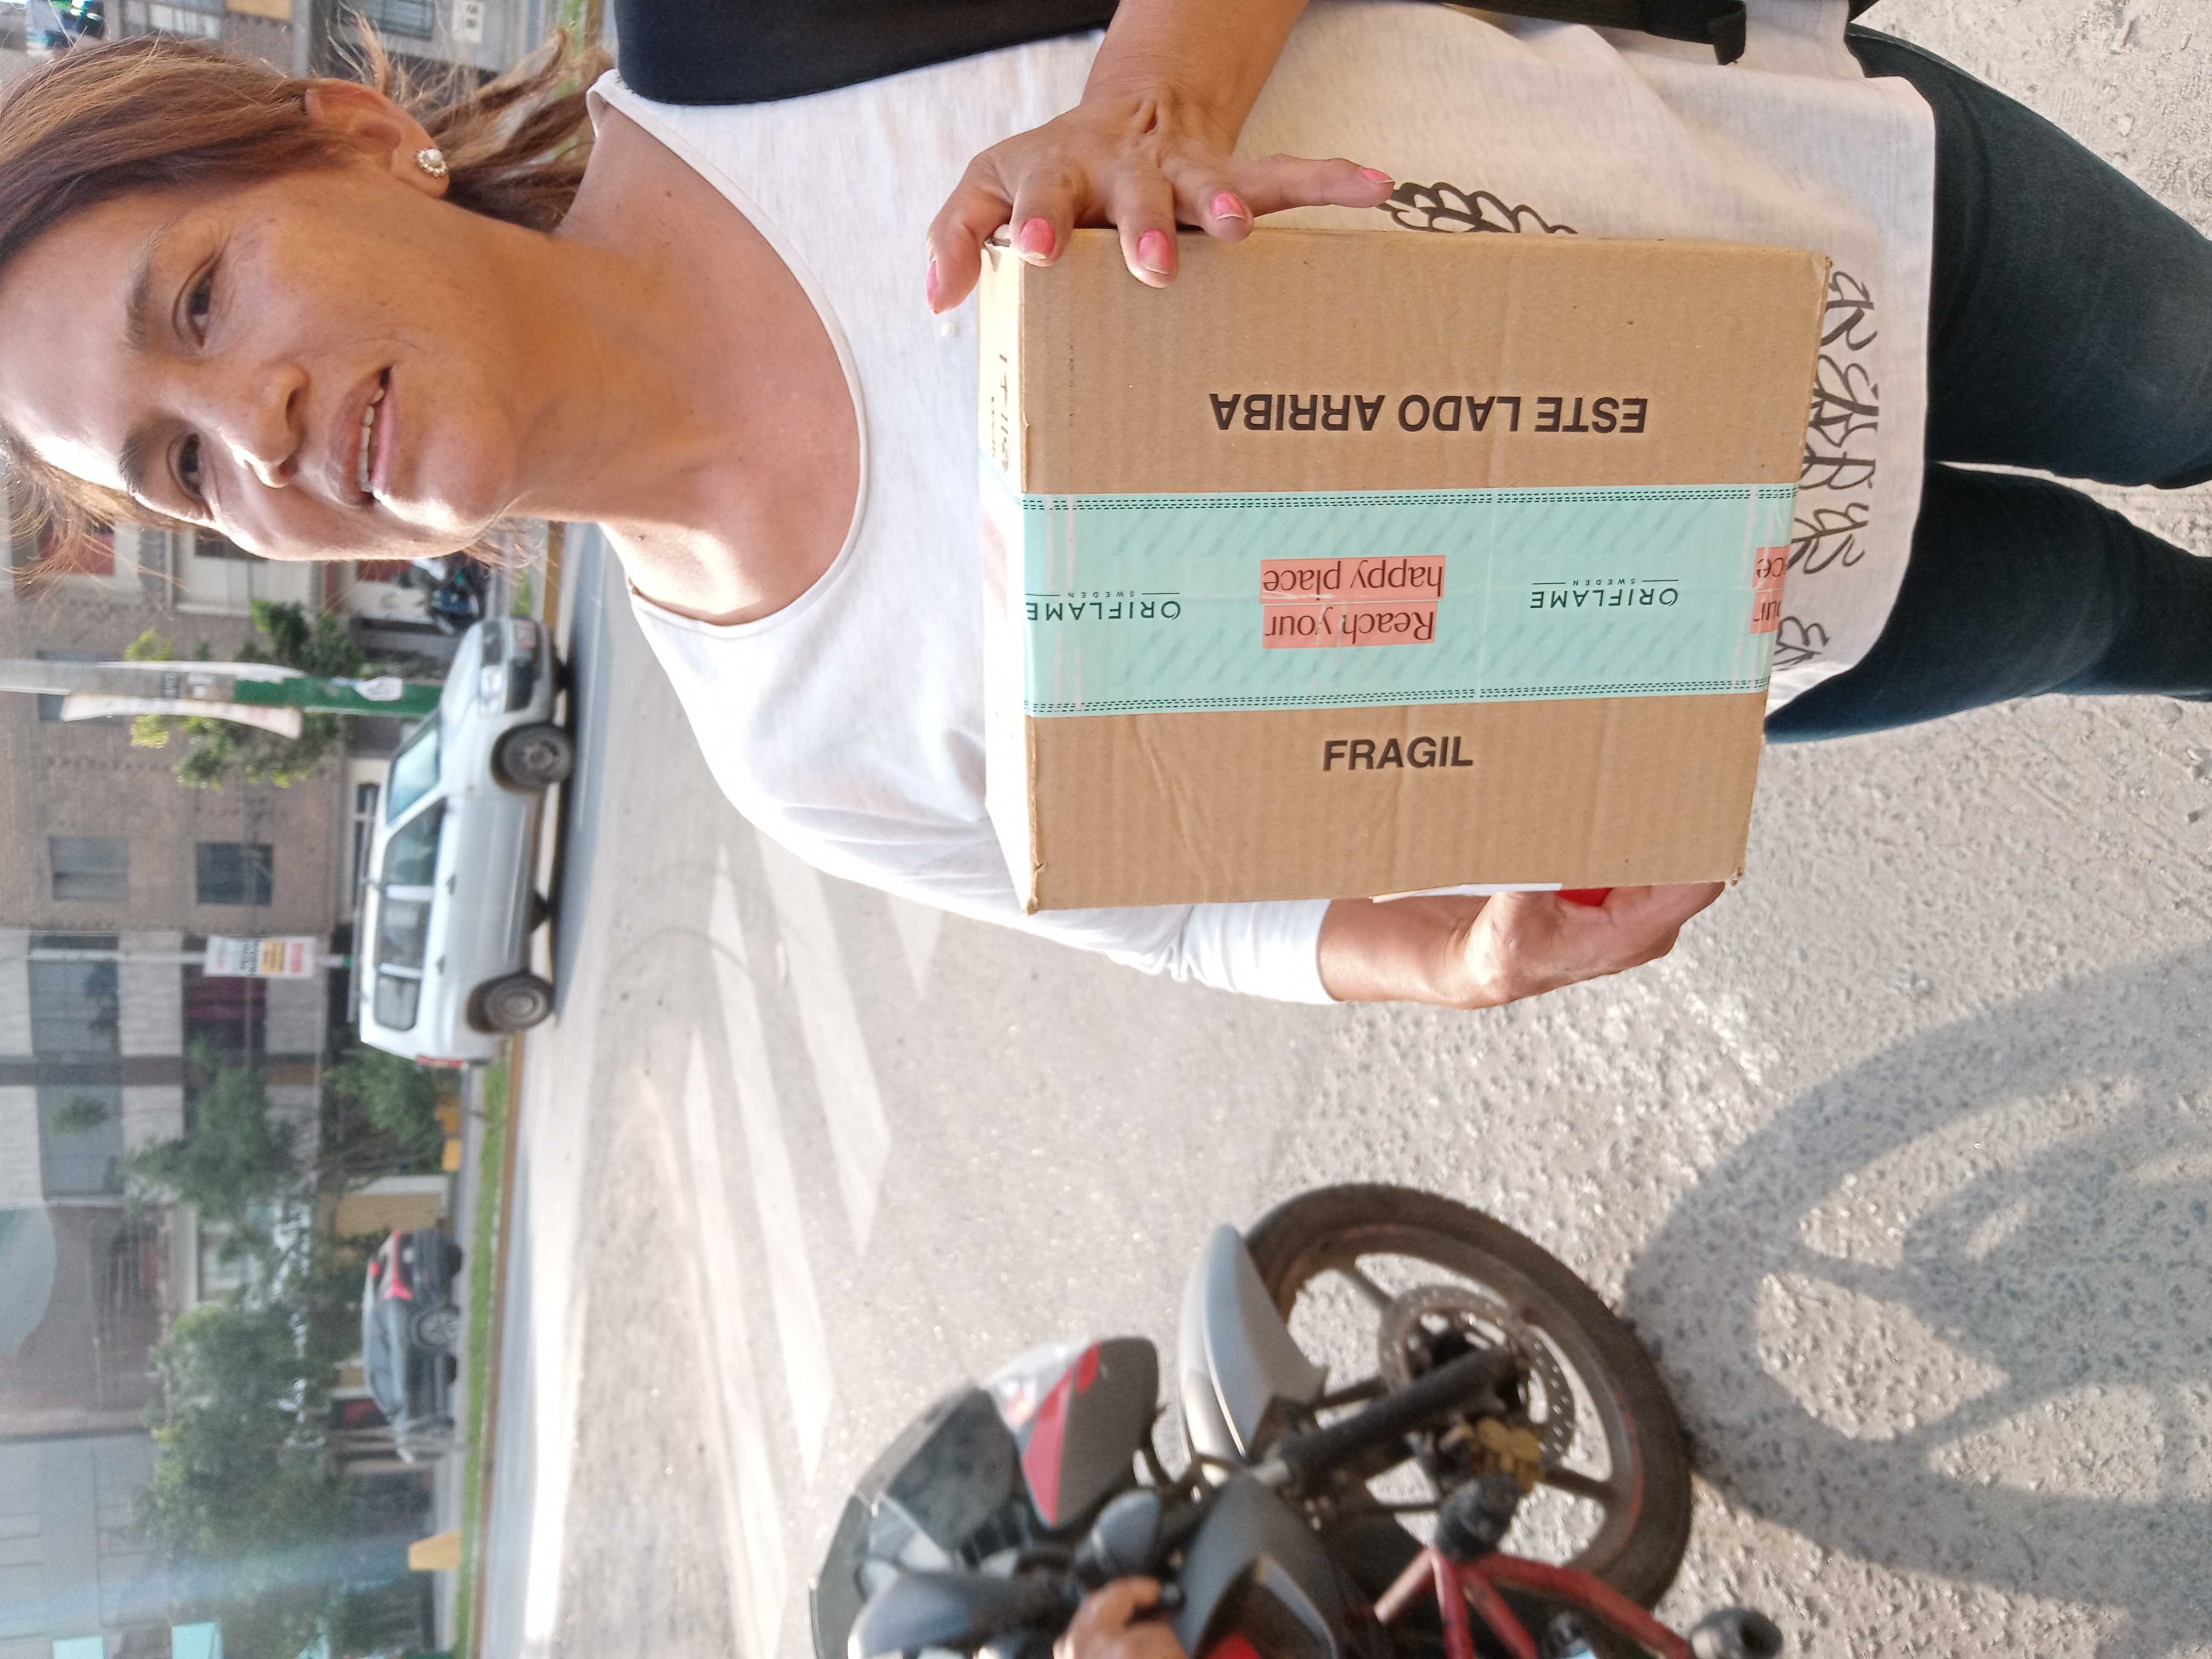 ESTE LADO ARRIBA
ORIFLAME
SWEDEN
Reach your
happy place
ORIFLAME
SWEDEN
FRAGIL